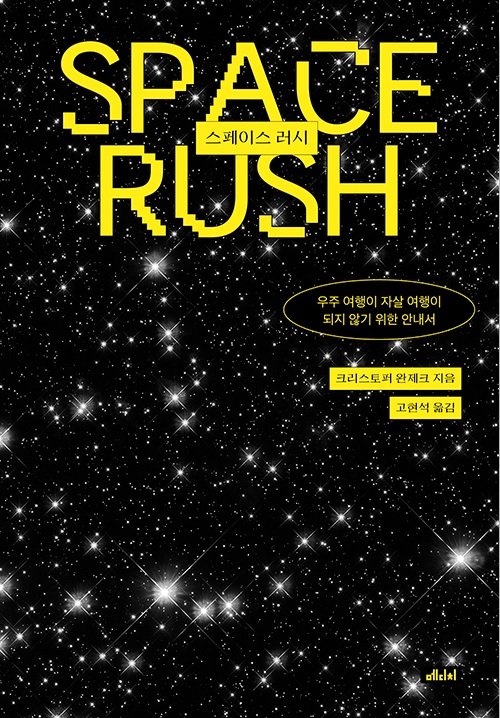 SPACE
스페이스 러시
RUSH
우주 여행이 자살 여행이
되지 않기 위한 안내서
크리스토퍼 완제크 지음
고현석 옮김
메디치